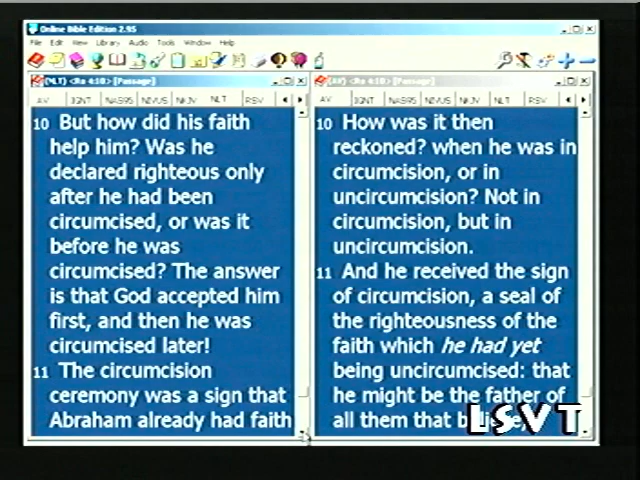 Online Bible Edition 2.95
File Edit View Library Audio Tools Window Help
(NLT) <Ro 4:10> [Passage]
AV IGNT NAS95 NIVUS NKJV NLT RSV
10 But how did his faith
help him? Was he
declared righteous only
after he had been
circumcised, or was it
before he was
circumcised? The answer
is that God accepted him
first, and then he was
circumcised later!
11 The circumcision
ceremony was a sign that
Abraham already had faith
(AV) <Ro 4:10> [Passage]
AV IGNT NAS95 NIVUS NKJV NLT RSV
10 How was it then
reckoned? when he was in
circumcision, or in
uncircumcision? Not in
circumcision, but in
uncircumcision.
11 And he received the sign
of circumcision, a seal of
the righteousness of the
faith which he had yet
being uncircumcised: that
he might be the father of
all them that believe,
LSVT